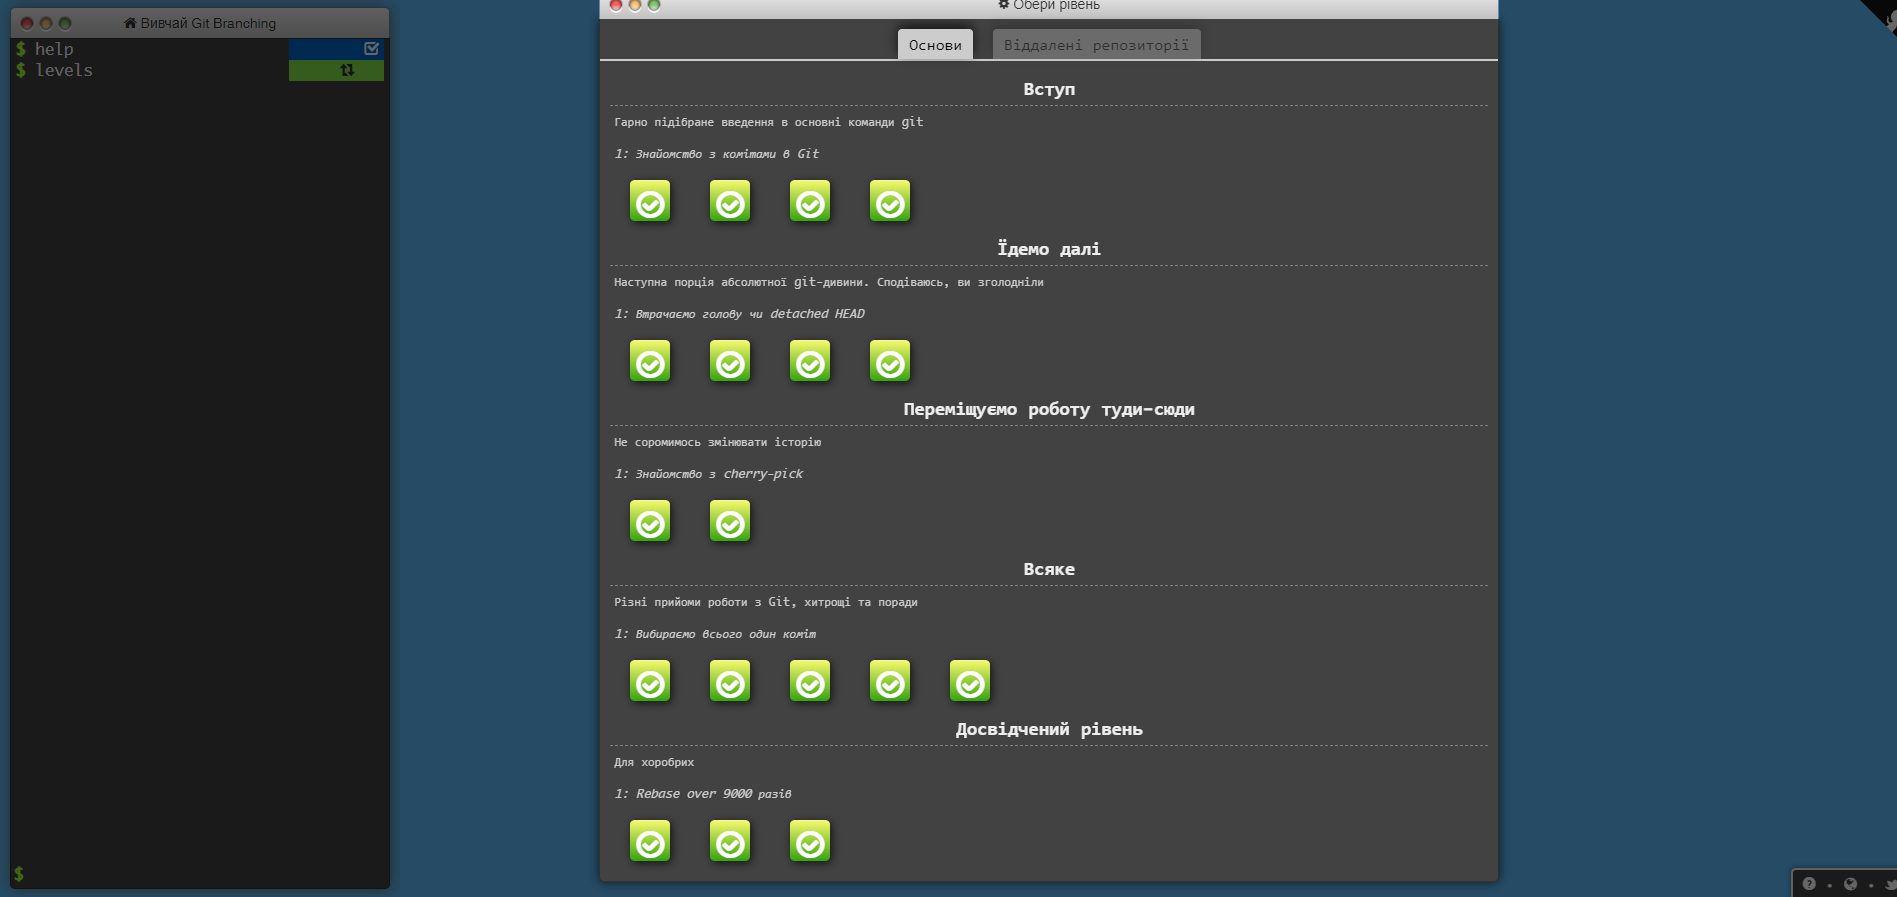 Вивчай Git Branching
$ help
$ levels
$
Обери рівень
Основи
Віддалені репозиторії
Вступ
Гарно підібране введення в основні команди git
1: Знайомство з комітами в Git
Їдемо далі
Наступна порція абсолютної git-дивини. Сподіваюсь, ви зголодніли
1: Втрачаємо голову чи detached HEAD
Переміщуємо роботу туди-сюди
Не соромимось змінювати історію
1: Знайомство з cherry-pick
Всяке
Різні прийоми роботи з Git, хитрощі та поради
1: Вибираємо всього один коміт
Досвідчений рівень
Для хоробрих
1: Rebase over 9000 разів